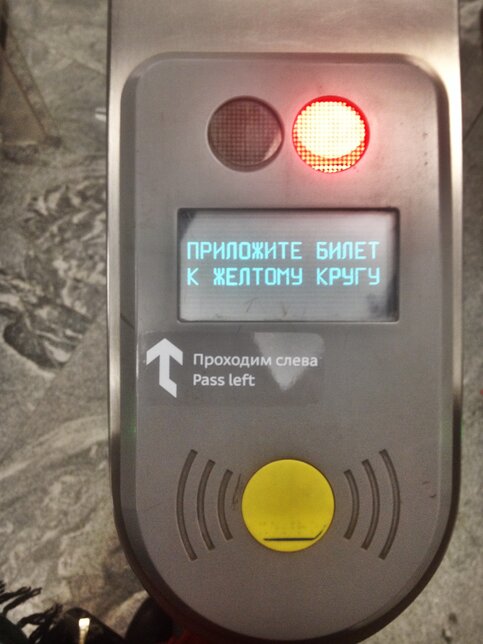 ПРИЛОЖИТЕ БИЛЕТ
К ЖЕЛТОМУ КРУГУ
Проходим слева
Pass left